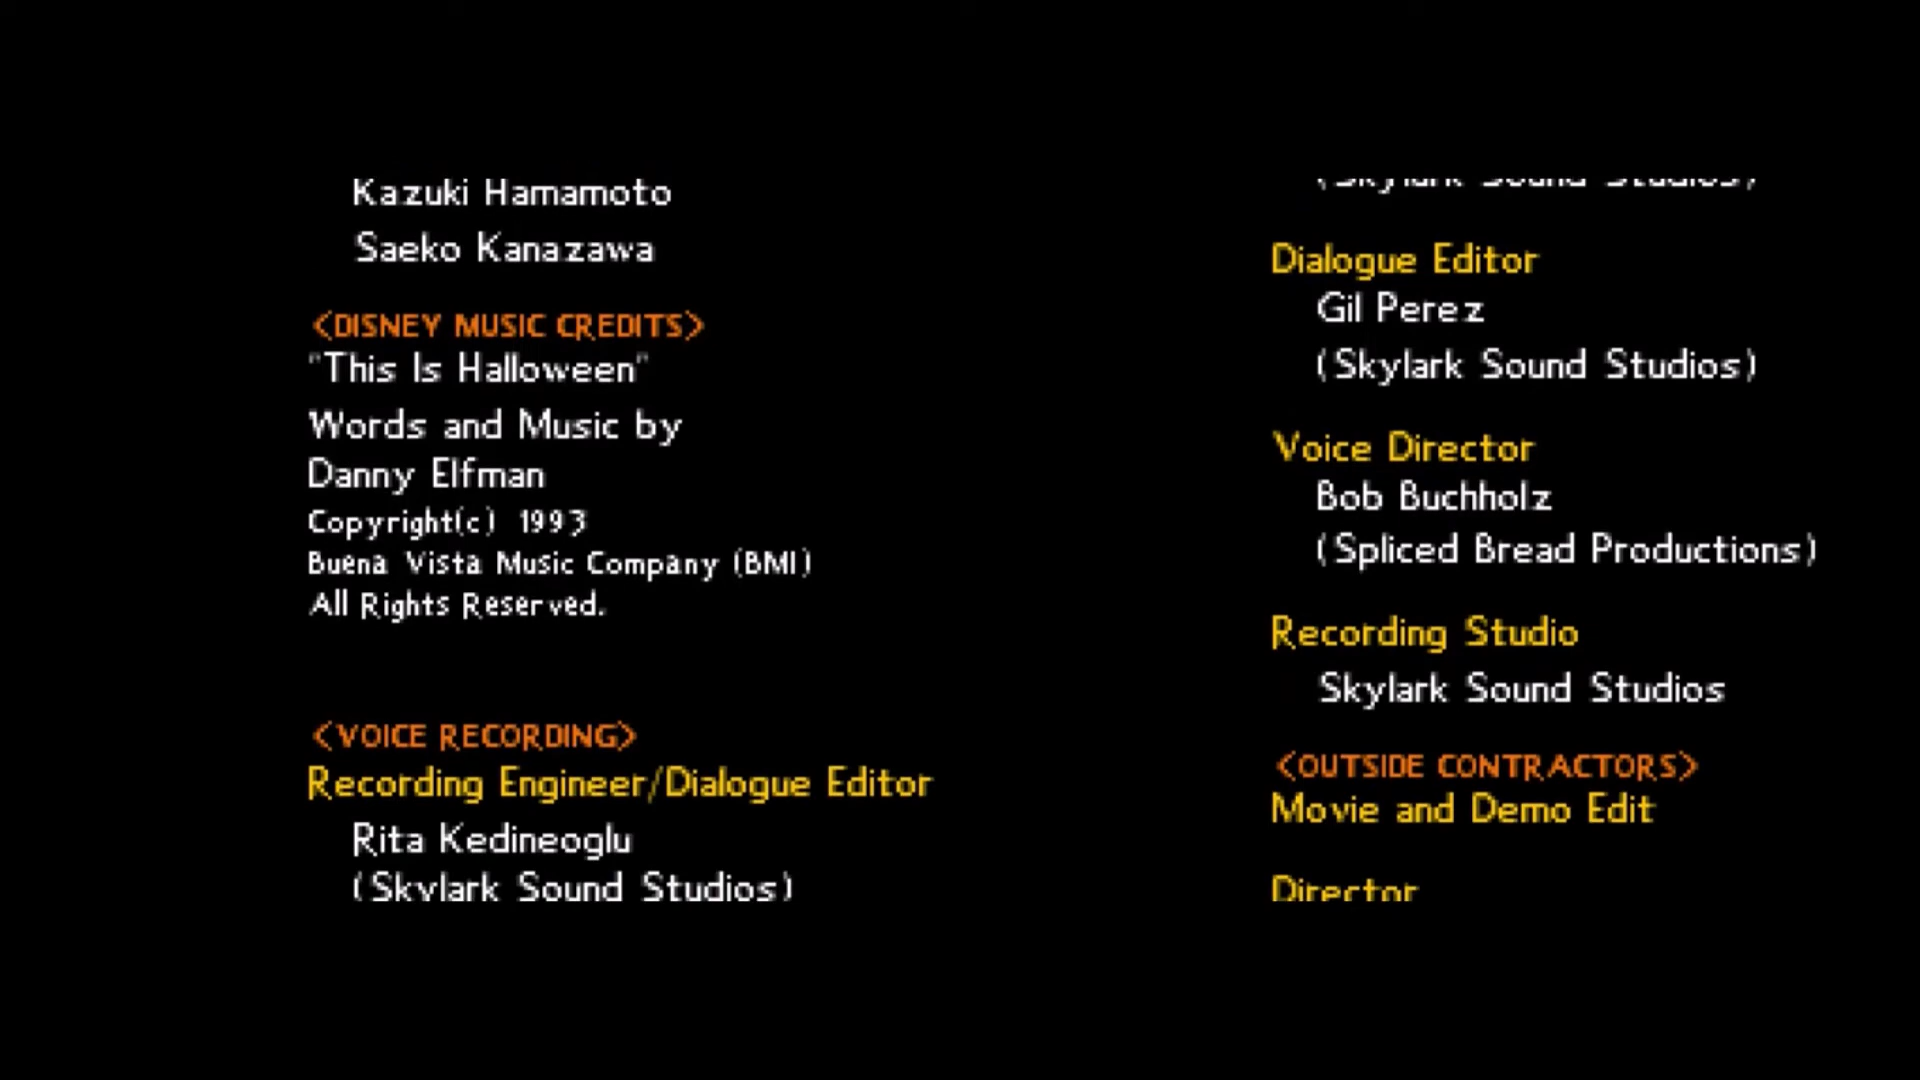 Kazuki Hamamoto
Saeko Kanazawa
<DISNEY MUSIC CREDITS>
"This Is Halloween"
Words and Music by
Danny Elfman
Copyright(c) 1993
Buena Vista Music Company (BMI)
All Rights Reserved.
<VOICE RECORDING>
Recording Engineer/Dialogue Editor
Rita Kedineoglu
(Skylark Sound Studios)
(Skylark Sound Studios)
Dialogue Editor
Gil Perez
(Skylark Sound Studios)
Voice Director
Bob Buchholz
(Spliced Bread Productions)
Recording Studio
Skylark Sound Studios
<OUTSIDE CONTRACTORS>
Movie and Demo Edit
Director